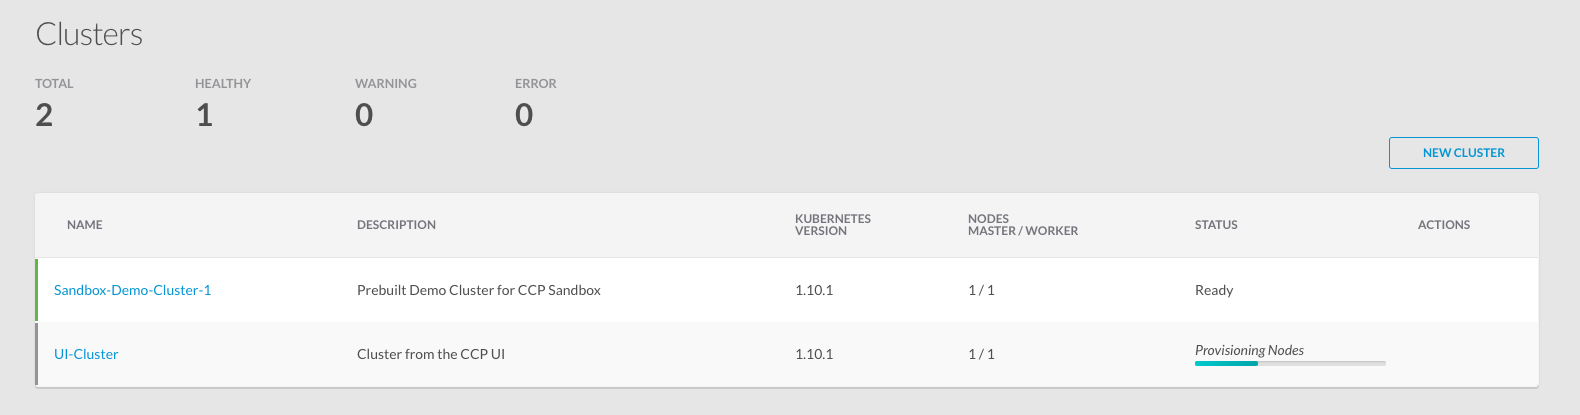 Clusters
TOTAL HEALTHY WARNING ERROR
2 1 0 0
NEW CLUSTER
NAME DESCRIPTION KUBERNETES VERSION NODES MASTER / WORKER STATUS ACTIONS
Sandbox-Demo-Cluster-1 Prebuilt Demo Cluster for CCP Sandbox 1.10.1 1 / 1 Ready
UI-Cluster Cluster from the CCP UI 1.10.1 1 / 1 Provisioning Nodes